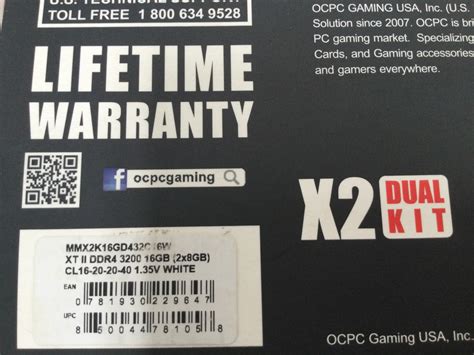 U.S. TECHNICAL SUPPORT
TOLL FREE 1 800 634 9528
LIFETIME
WARRANTY
f ocpcgaming
OCPC GAMING USA, Inc. (U.S.
Solution since 2007. OCPC is bri
PC gaming market. Specializing
Cards, and Gaming accessories
and gamers everywhere.
X2 DUAL
KIT
MMX2K16GD432C16W
XT II DDR4 3200 16GB (2x8GB)
CL16-20-20-40 1.35V WHITE
EAN
0 781930 229647
UPC
8 50044 78105 8
OCPC Gaming USA, Inc.